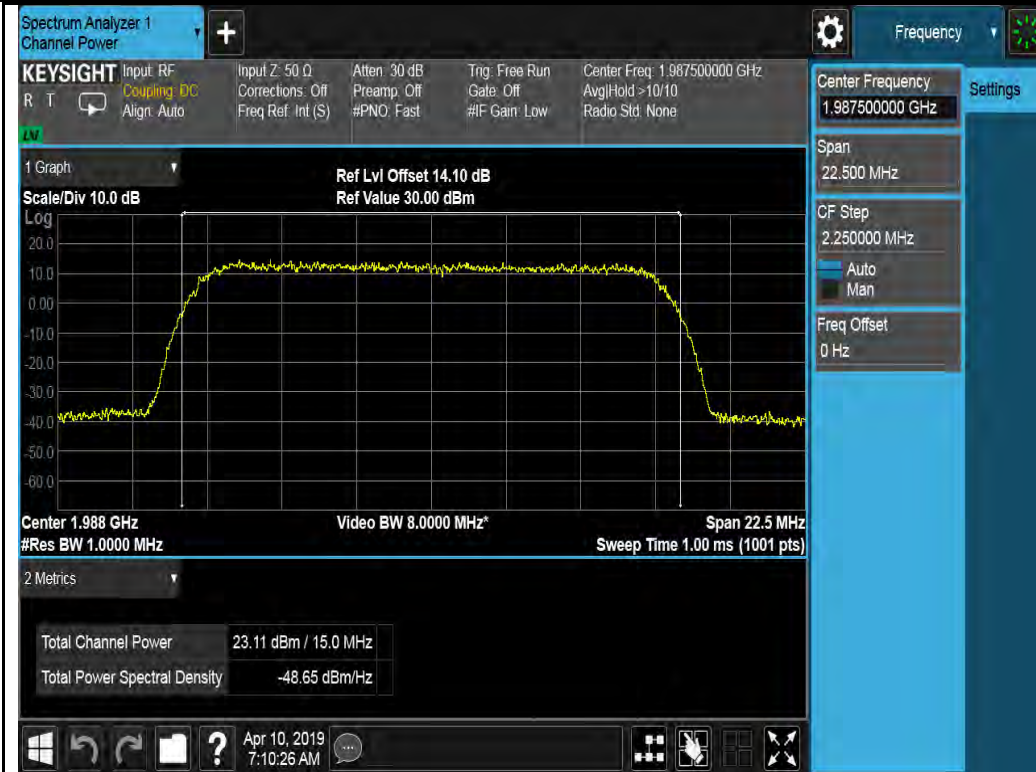 Spectrum Analyzer 1
Channel Power
+
Frequency
KEYSIGHT
R T
LNI
Input: RF
Coupling: DC
Align: Auto
Input Z: 50 Ω
Corrections: Off
Freq Ref: Int (S)
Atten: 30 dB
Preamp: Off
#PNO: Fast
Trig: Free Run
Gate: Off
#IF Gain: Low
Center Freq: 1.987500000 GHz
Avg|Hold >10/10
Radio Std: None
Center Frequency
1.987500000 GHz
Settings
Span
22.500 MHz
CF Step
2.250000 MHz
Auto
Man
Freq Offset
0 Hz
1 Graph
Scale/Div 10.0 dB
Ref Lvl Offset 14.10 dB
Ref Value 30.00 dBm
Log
20.0
10.0
0.00
-10.0
-20.0
-30.0
-40.0
-50.0
-60.0
Center 1.988 GHz
#Res BW 1.0000 MHz
Video BW 8.0000 MHz*
Span 22.5 MHz
Sweep Time 1.00 ms (1001 pts)
2 Metrics
Total Channel Power 23.11 dBm / 15.0 MHz
Total Power Spectral Density -48.65 dBm/Hz
?
Apr 10, 2019
7:10:26 AM